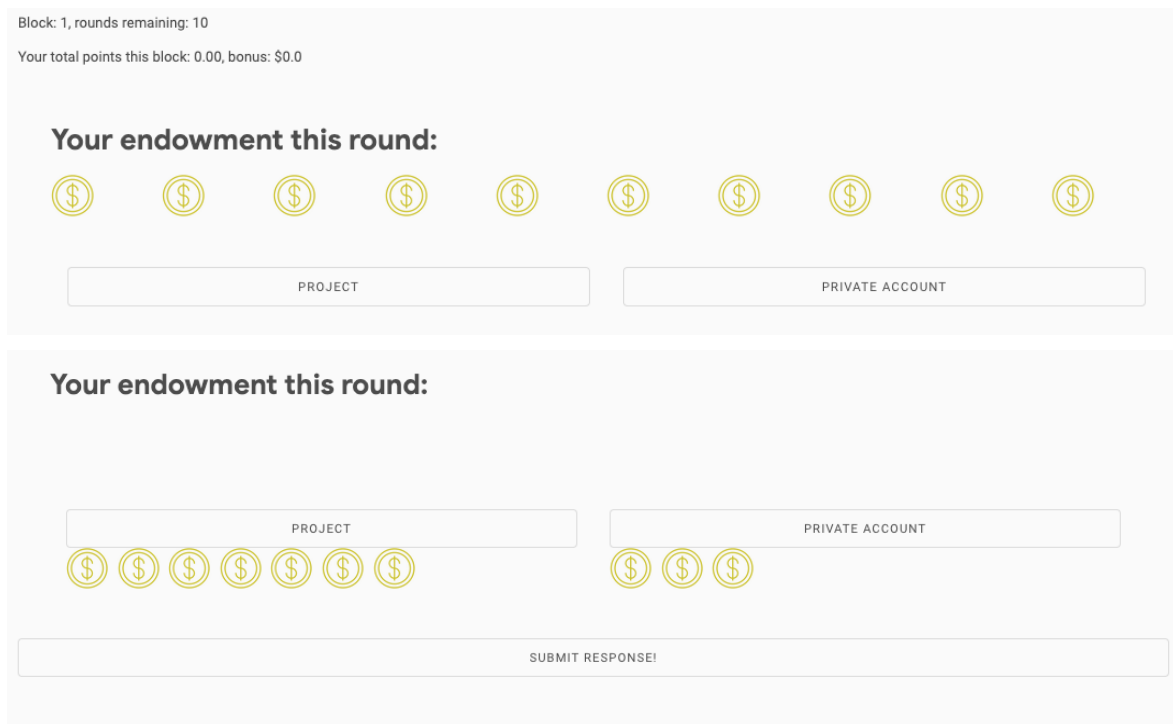 Block: 1, rounds remaining: 10
Your total points this block: 0.00, bonus: $0.0
Your endowment this round:
$ $ $ $ $ $ $ $ $ $
PROJECT PRIVATE ACCOUNT
Your endowment this round:
PROJECT PRIVATE ACCOUNT
$ $ $ $ $ $ $ $ $ $
SUBMIT RESPONSE!